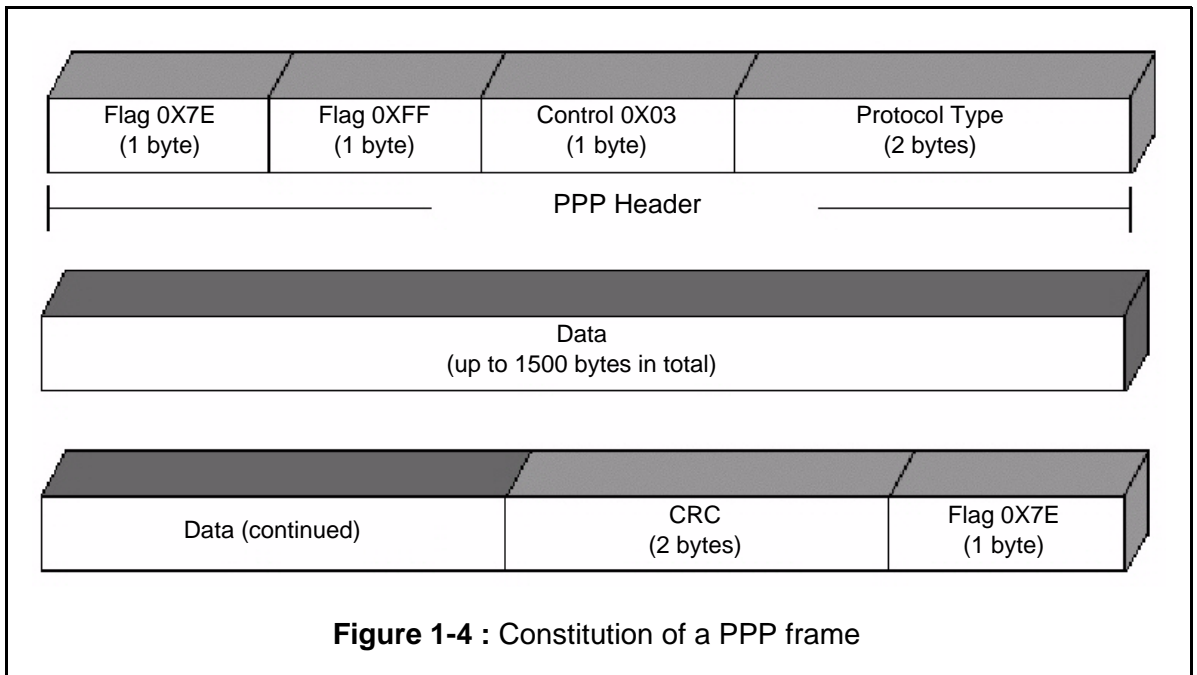 Flag 0X7E
(1 byte)
Flag 0XFF
(1 byte)
Control 0X03
(1 byte)
Protocol Type
(2 bytes)
PPP Header
Data
(up to 1500 bytes in total)
Data (continued)
CRC
(2 bytes)
Flag 0X7E
(1 byte)
Figure 1-4 : Constitution of a PPP frame